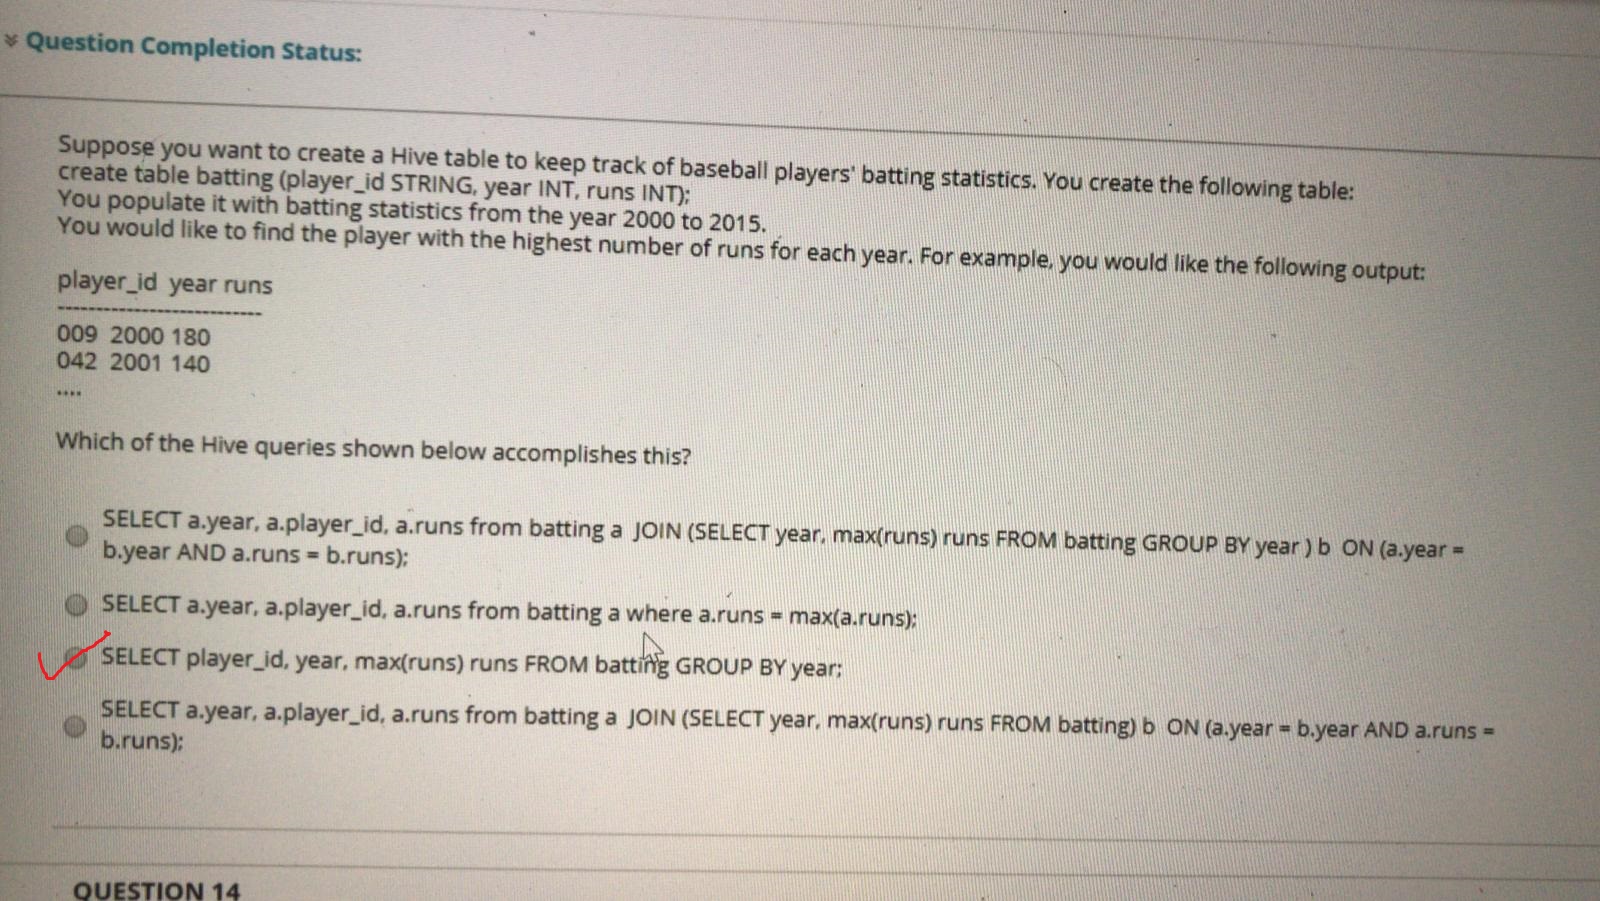 Question Completion Status:
Suppose you want to create a Hive table to keep track of baseball players' batting statistics. You create the following table:
create table batting (player_id STRING, year INT, runs INT);
You populate it with batting statistics from the year 2000 to 2015.
You would like to find the player with the highest number of runs for each year. For example, you would like the following output:
player_id year runs
---------------------------
009 2000 180
042 2001 140
....
Which of the Hive queries shown below accomplishes this?
SELECT a.year, a.player_id, a.runs from batting a JOIN (SELECT year, max(runs) runs FROM batting GROUP BY year ) b ON (a.year =
b.year AND a.runs = b.runs);
SELECT a.year, a.player_id, a.runs from batting a where a.runs = max(a.runs);
SELECT player_id, year, max(runs) runs FROM batting GROUP BY year;
SELECT a.year, a.player_id, a.runs from batting a JOIN (SELECT year, max(runs) runs FROM batting) b ON (a.year = b.year AND a.runs =
b.runs);
QUESTION 14